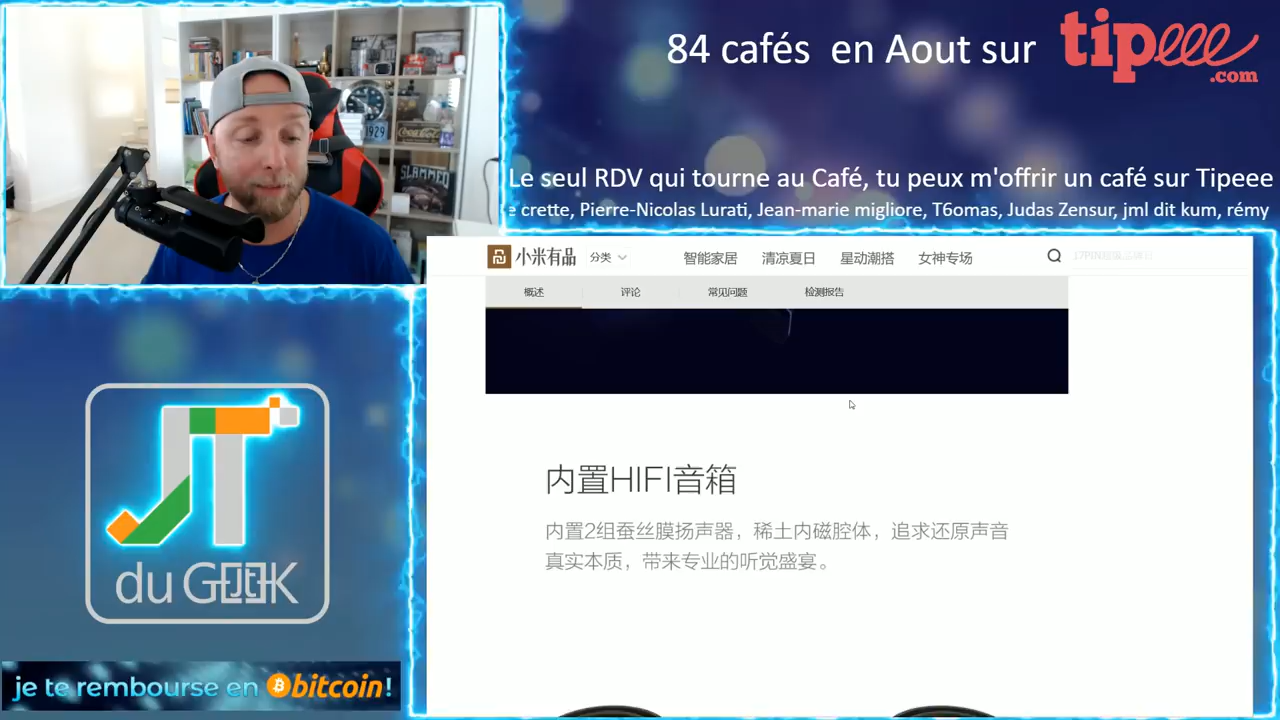 84 cafés en Aout sur tipeee.com
1929
Coca-Cola
SLAMMED
Le seul RDV qui tourne au Café, tu peux m'offrir un café sur Tipeee
crette, Pierre-Nicolas Lurati, Jean-marie migliore, T6omas, Judas Zensur, jml dit kum, rémy
小米有品 分类 智能家居 清凉夏日 星动潮搭 女神专场
概述 评论 常见问题 检测报告
内置HIFI音箱
内置2组蚕丝膜扬声器，稀土内磁腔体，追求还原声音
真实本质，带来专业的听觉盛宴。
JT
du GEEK
je te rembourse en bitcoin!